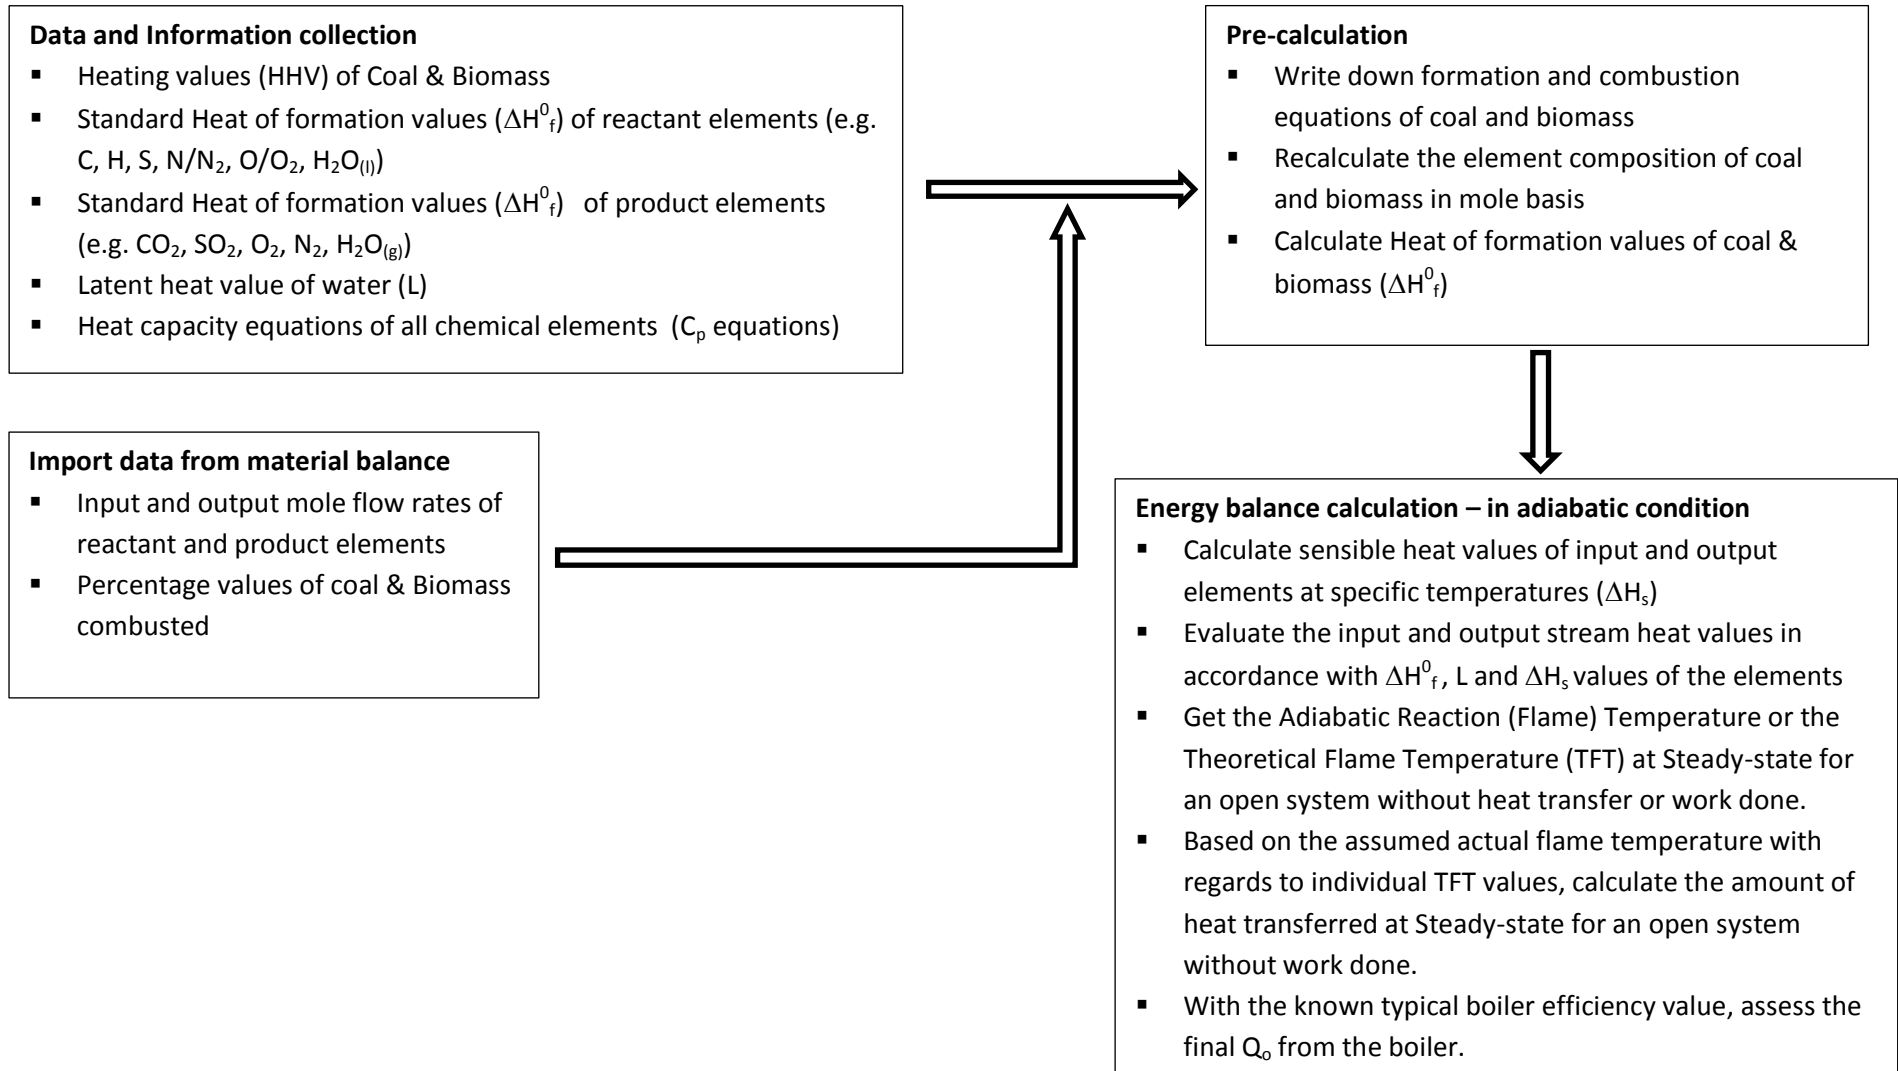 Data and Information collection
▪ Heating values (HHV) of Coal & Biomass
▪ Standard Heat of formation values (ΔH⁰f) of reactant elements (e.g.
C, H, S, N/N₂, O/O₂, H₂O(l))
▪ Standard Heat of formation values (ΔH⁰f) of product elements
(e.g. CO₂, SO₂, O₂, N₂, H₂O(g))
▪ Latent heat value of water (L)
▪ Heat capacity equations of all chemical elements (Cp equations)
Import data from material balance
▪ Input and output mole flow rates of
reactant and product elements
▪ Percentage values of coal & Biomass
combusted
Pre-calculation
▪ Write down formation and combustion
equations of coal and biomass
▪ Recalculate the element composition of coal
and biomass in mole basis
▪ Calculate Heat of formation values of coal &
biomass (ΔH⁰f)
Energy balance calculation – in adiabatic condition
▪ Calculate sensible heat values of input and output
elements at specific temperatures (ΔHs)
▪ Evaluate the input and output stream heat values in
accordance with ΔH⁰f , L and ΔHs values of the elements
▪ Get the Adiabatic Reaction (Flame) Temperature or the
Theoretical Flame Temperature (TFT) at Steady-state for
an open system without heat transfer or work done.
▪ Based on the assumed actual flame temperature with
regards to individual TFT values, calculate the amount of
heat transferred at Steady-state for an open system
without work done.
▪ With the known typical boiler efficiency value, assess the
final Qo from the boiler.